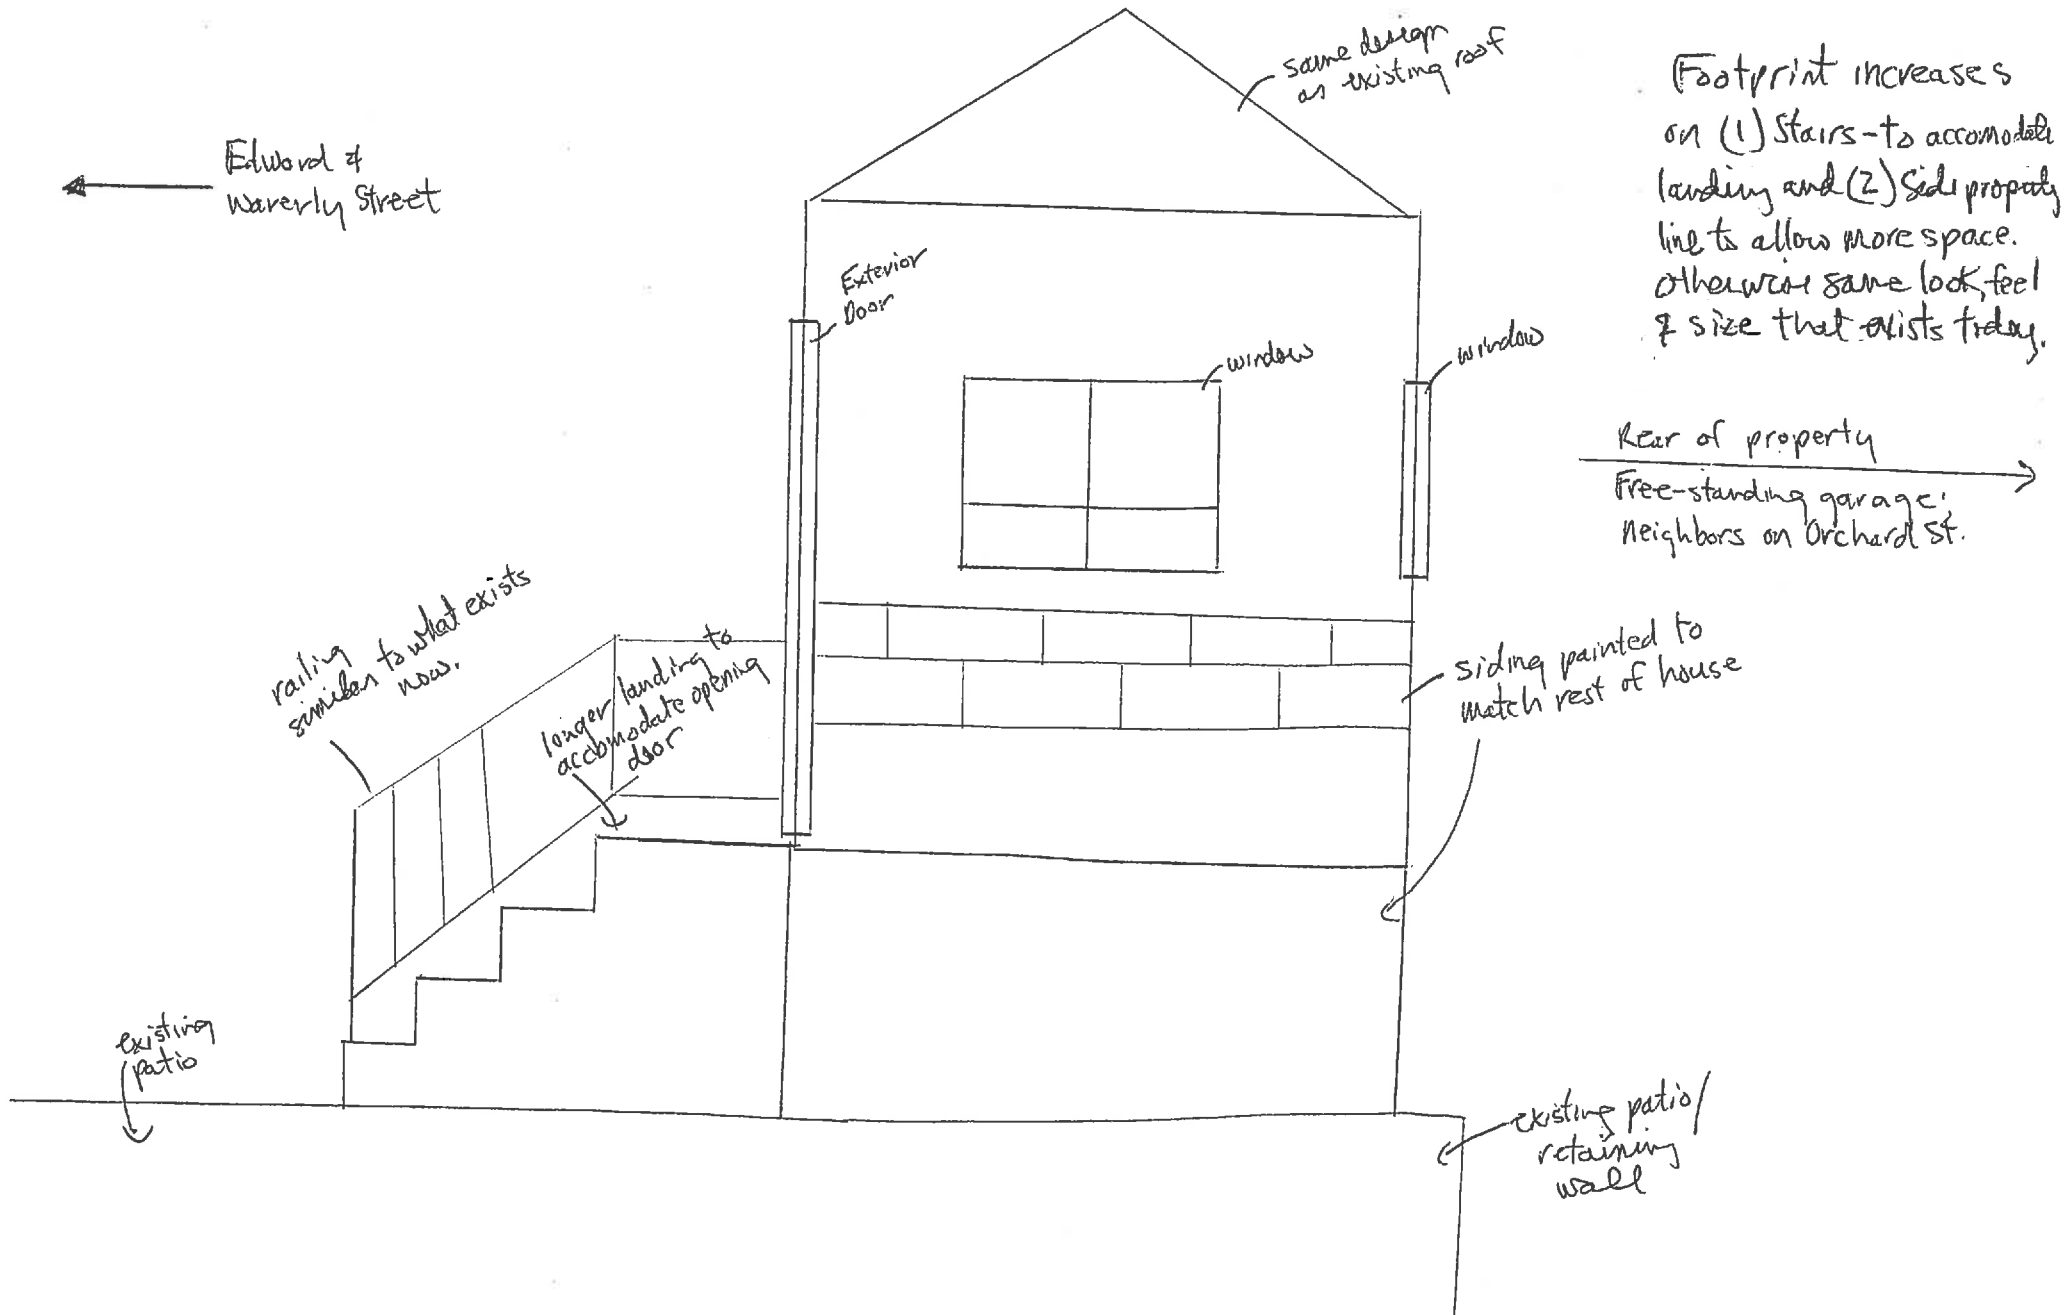 same design
as existing roof
Footprint increases
on (1) Stairs - to accomodate
landing and (2) Side property
line to allow more space.
otherwise same look, feel
& size that exists today.
Edward &
Waverly Street
Exterior
Door
window
window
Rear of property
Free-standing garage;
Neighbors on Orchard St.
railing
similar to what exists
now.
longer landing to
accomodate opening
door
siding painted to
match rest of house
existing
patio
existing patio/
retaining
wall